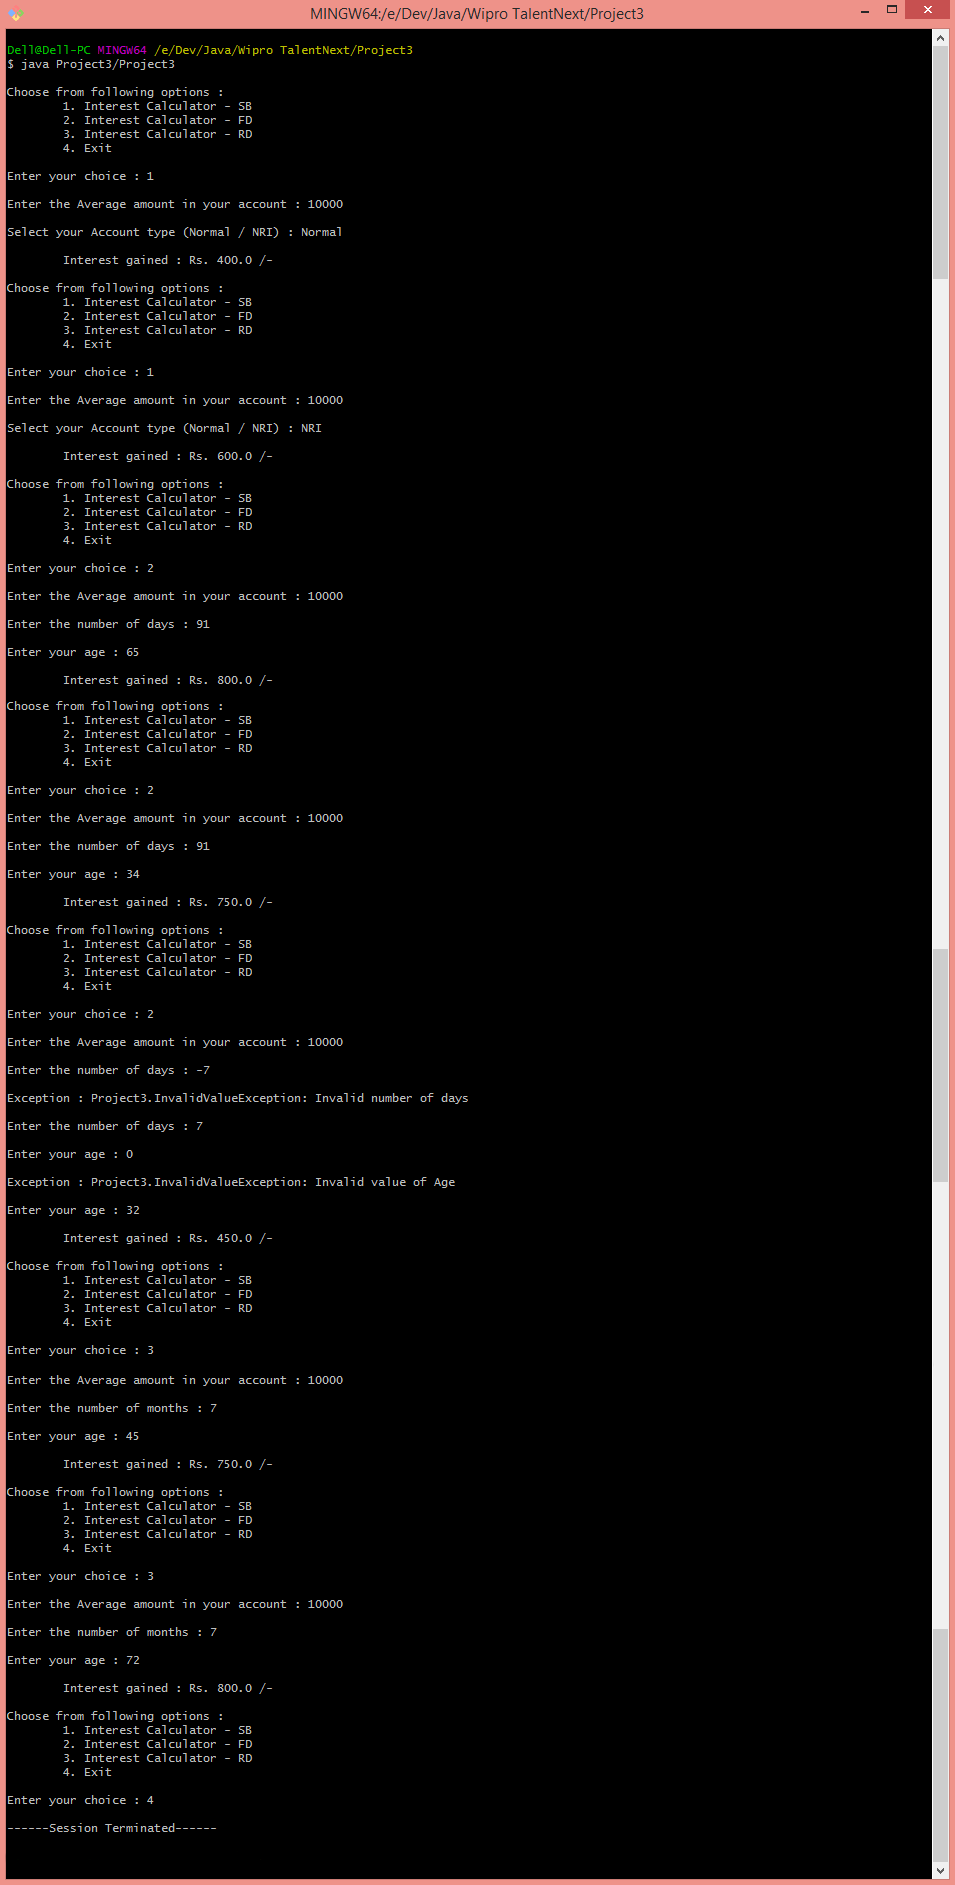 MINGW64:/e/Dev/Java/Wipro TalentNext/Project3
Dell@Dell-PC MINGW64 /e/Dev/Java/Wipro TalentNext/Project3
$ java Project3/Project3
Choose from following options :
1. Interest Calculator - SB
2. Interest Calculator - FD
3. Interest Calculator - RD
4. Exit
Enter your choice : 1
Enter the Average amount in your account : 10000
Select your Account type (Normal / NRI) : Normal
Interest gained : Rs. 400.0 /-
Choose from following options :
1. Interest Calculator - SB
2. Interest Calculator - FD
3. Interest Calculator - RD
4. Exit
Enter your choice : 1
Enter the Average amount in your account : 10000
Select your Account type (Normal / NRI) : NRI
Interest gained : Rs. 600.0 /-
Choose from following options :
1. Interest Calculator - SB
2. Interest Calculator - FD
3. Interest Calculator - RD
4. Exit
Enter your choice : 2
Enter the Average amount in your account : 10000
Enter the number of days : 91
Enter your age : 65
Interest gained : Rs. 800.0 /-
Choose from following options :
1. Interest Calculator - SB
2. Interest Calculator - FD
3. Interest Calculator - RD
4. Exit
Enter your choice : 2
Enter the Average amount in your account : 10000
Enter the number of days : 91
Enter your age : 34
Interest gained : Rs. 750.0 /-
Choose from following options :
1. Interest Calculator - SB
2. Interest Calculator - FD
3. Interest Calculator - RD
4. Exit
Enter your choice : 2
Enter the Average amount in your account : 10000
Enter the number of days : -7
Exception : Project3.InvalidValueException: Invalid number of days
Enter the number of days : 7
Enter your age : 0
Exception : Project3.InvalidValueException: Invalid value of Age
Enter your age : 32
Interest gained : Rs. 450.0 /-
Choose from following options :
1. Interest Calculator - SB
2. Interest Calculator - FD
3. Interest Calculator - RD
4. Exit
Enter your choice : 3
Enter the Average amount in your account : 10000
Enter the number of months : 7
Enter your age : 45
Interest gained : Rs. 750.0 /-
Choose from following options :
1. Interest Calculator - SB
2. Interest Calculator - FD
3. Interest Calculator - RD
4. Exit
Enter your choice : 3
Enter the Average amount in your account : 10000
Enter the number of months : 7
Enter your age : 72
Interest gained : Rs. 800.0 /-
Choose from following options :
1. Interest Calculator - SB
2. Interest Calculator - FD
3. Interest Calculator - RD
4. Exit
Enter your choice : 4
------Session Terminated------